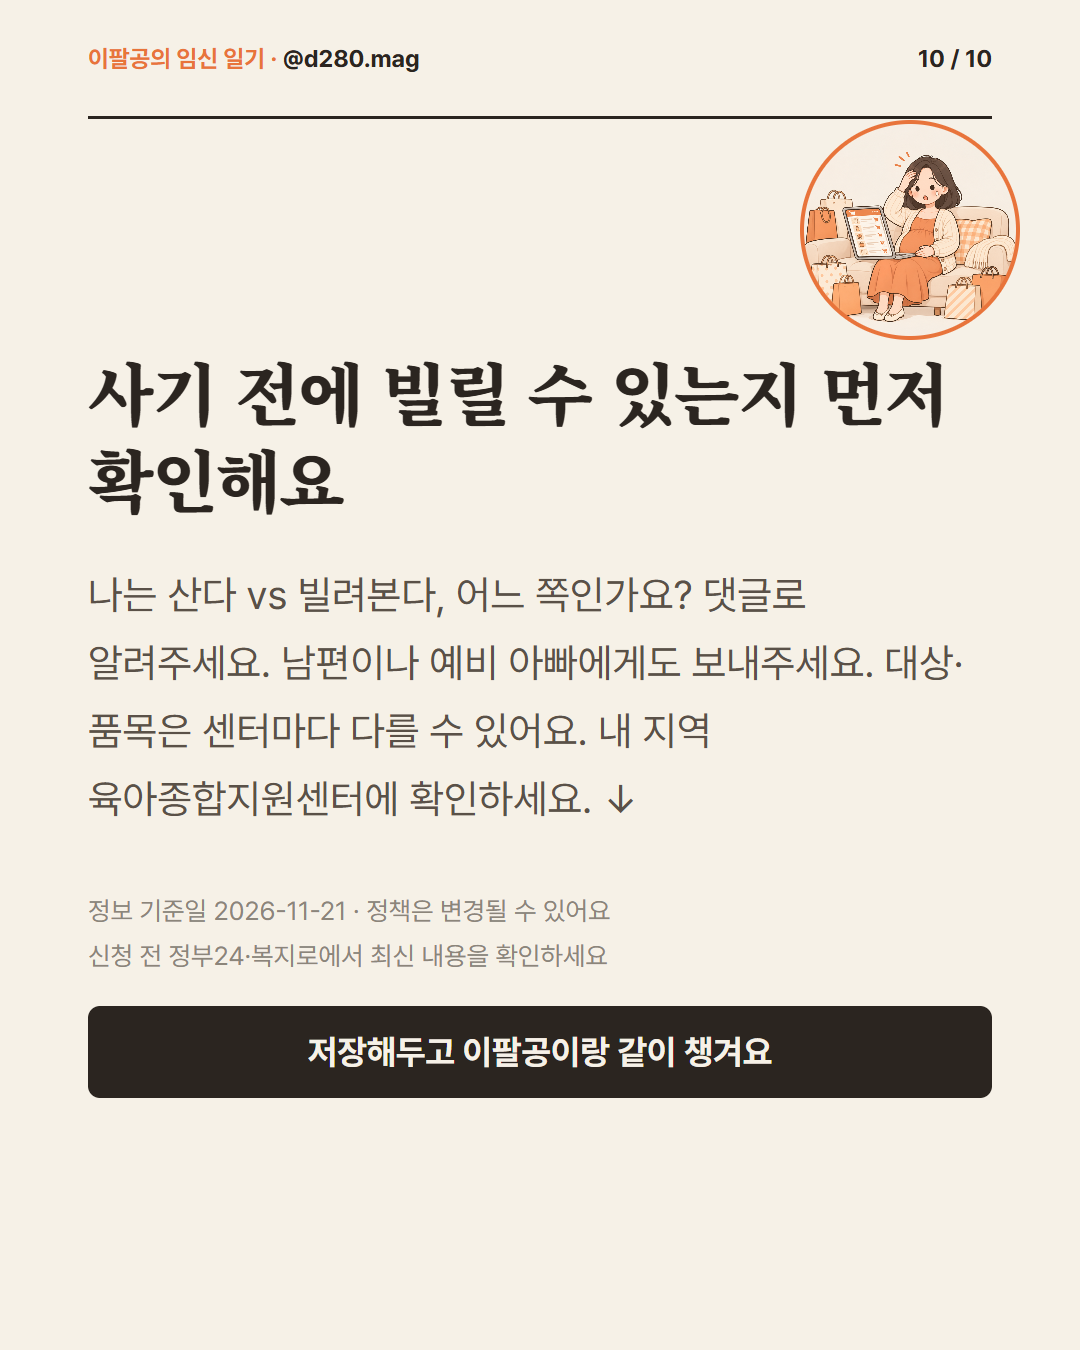 이팔공의 임신 일기 · @d280.mag
10 / 10
사기 전에 빌릴 수 있는지 먼저
확인해요
나는 산다 vs 빌려본다, 어느 쪽인가요? 댓글로
알려주세요. 남편이나 예비 아빠에게도 보내주세요. 대상·
품목은 센터마다 다를 수 있어요. 내 지역
육아종합지원센터에 확인하세요. ↓
정보 기준일 2026-11-21 · 정책은 변경될 수 있어요
신청 전 정부24·복지로에서 최신 내용을 확인하세요
저장해두고 이팔공이랑 같이 챙겨요